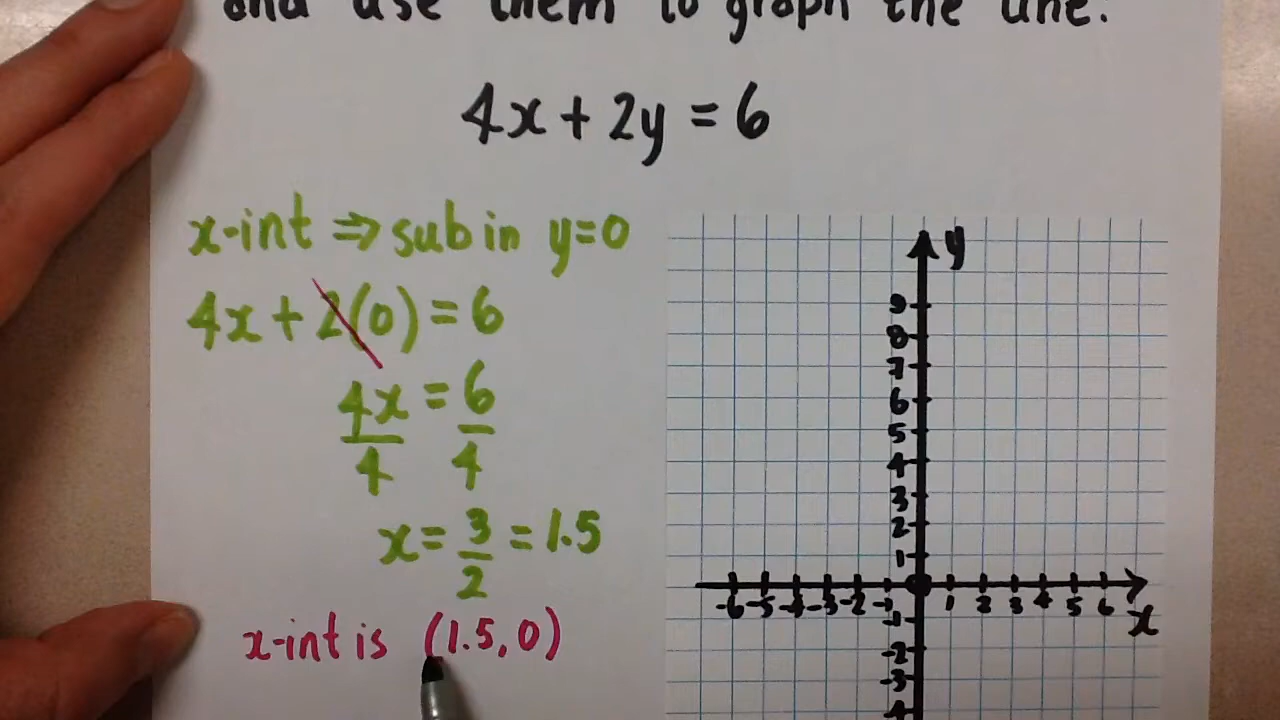 and use them to graph the line.
4x + 2y = 6
x-int ⇒ sub in y=0
4x + 2(0) = 6
4x = 6
4 4
x = 3/2 = 1.5
x-int is (1.5, 0)
y
9
8
7
6
5
4
3
2
1
-6 -5 -4 -3 -2 -1 1 2 3 4 5 6
x
-1
-2
-3
-4